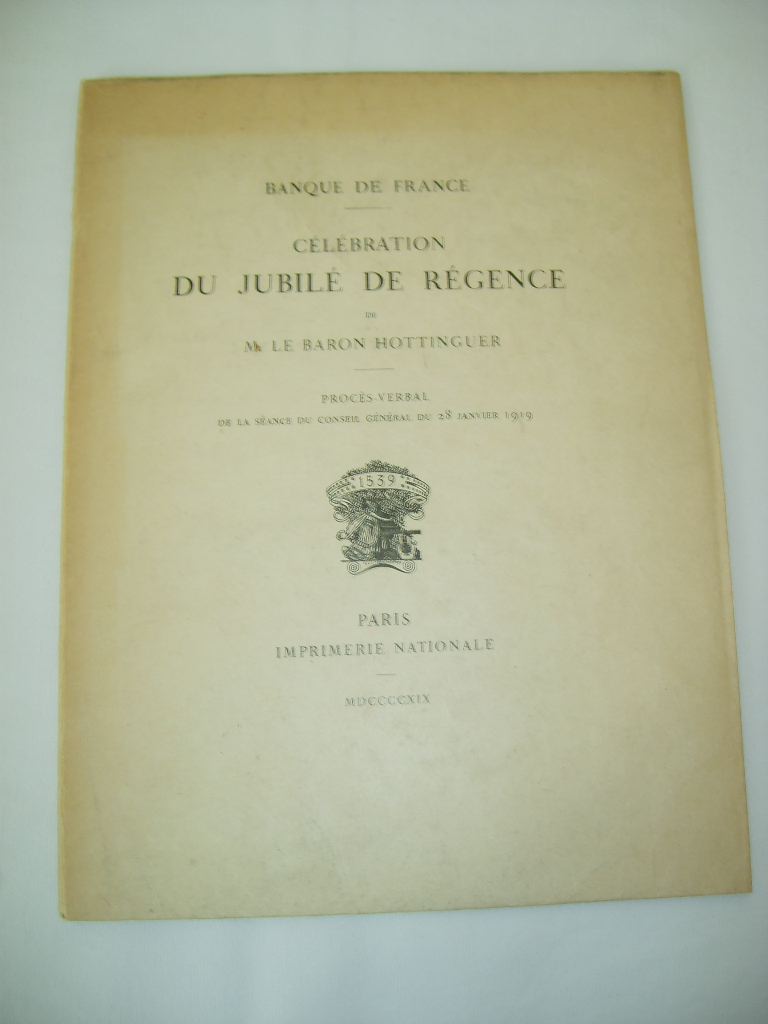 BANQUE DE FRANCE
CÉLÉBRATION
DU JUBILÉ DE RÉGENCE
DE
M. LE BARON HOTTINGUER
PROCÈS-VERBAL
DE LA SÉANCE DU CONSEIL GÉNÉRAL DU 28 JANVIER 1919
1539
PARIS
IMPRIMERIE NATIONALE
MDCCCCXIX